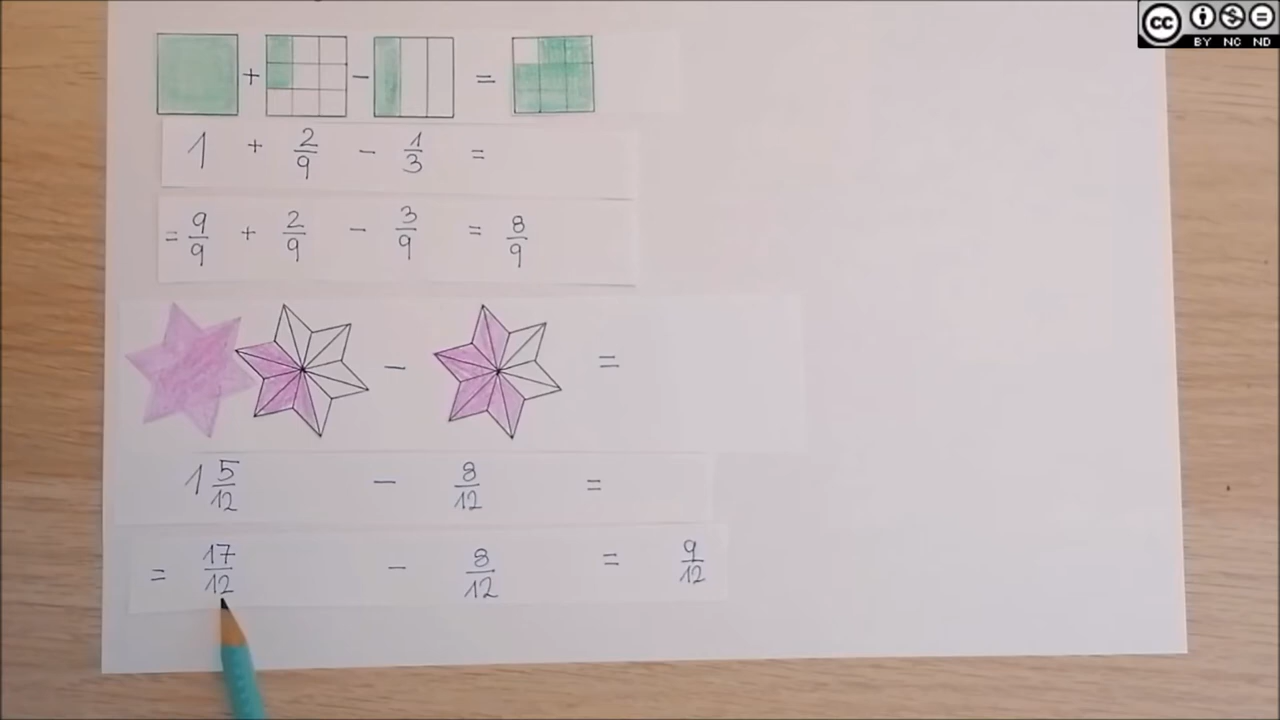 BY NC ND
+ - =
1 + 2/9 - 1/3 =
= 9/9 + 2/9 - 3/9 = 8/9
- =
1 5/12 - 8/12 =
= 17/12 - 8/12 = 9/12